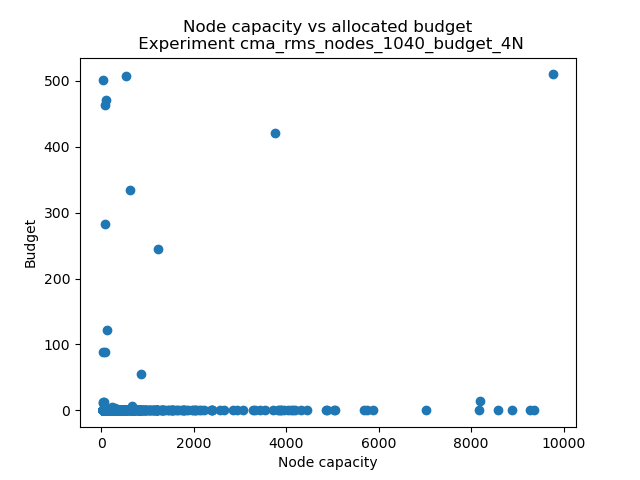 Node capacity vs allocated budget
Experiment cma_rms_nodes_1040_budget_4N
500
400
300
200
100
0
Budget
0 2000 4000 6000 8000 10000
Node capacity